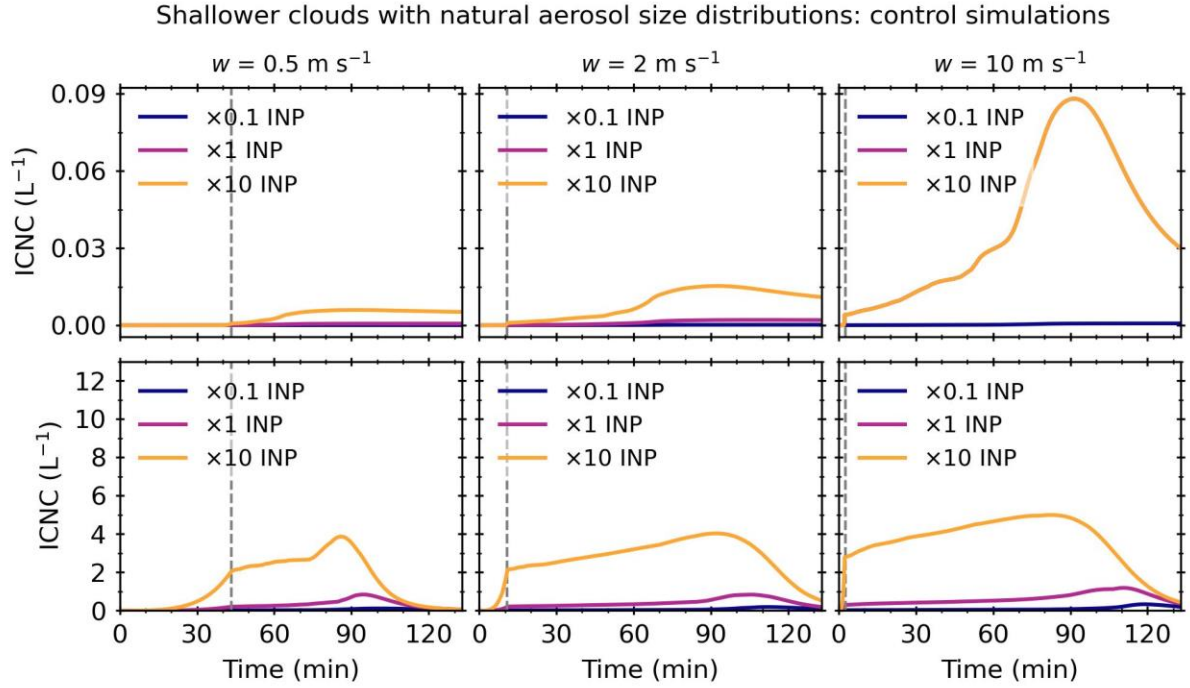 Shallower clouds with natural aerosol size distributions: control simulations
w = 0.5 m s⁻¹
w = 2 m s⁻¹
w = 10 m s⁻¹
ICNC (L⁻¹)
0.09
0.06
0.03
0.00
×0.1 INP
×1 INP
×10 INP
×0.1 INP
×1 INP
×10 INP
×0.1 INP
×1 INP
×10 INP
ICNC (L⁻¹)
12
10
8
6
4
2
0
×0.1 INP
×1 INP
×10 INP
×0.1 INP
×1 INP
×10 INP
×0.1 INP
×1 INP
×10 INP
0 30 60 90 120
0 30 60 90 120
0 30 60 90 120
Time (min)
Time (min)
Time (min)